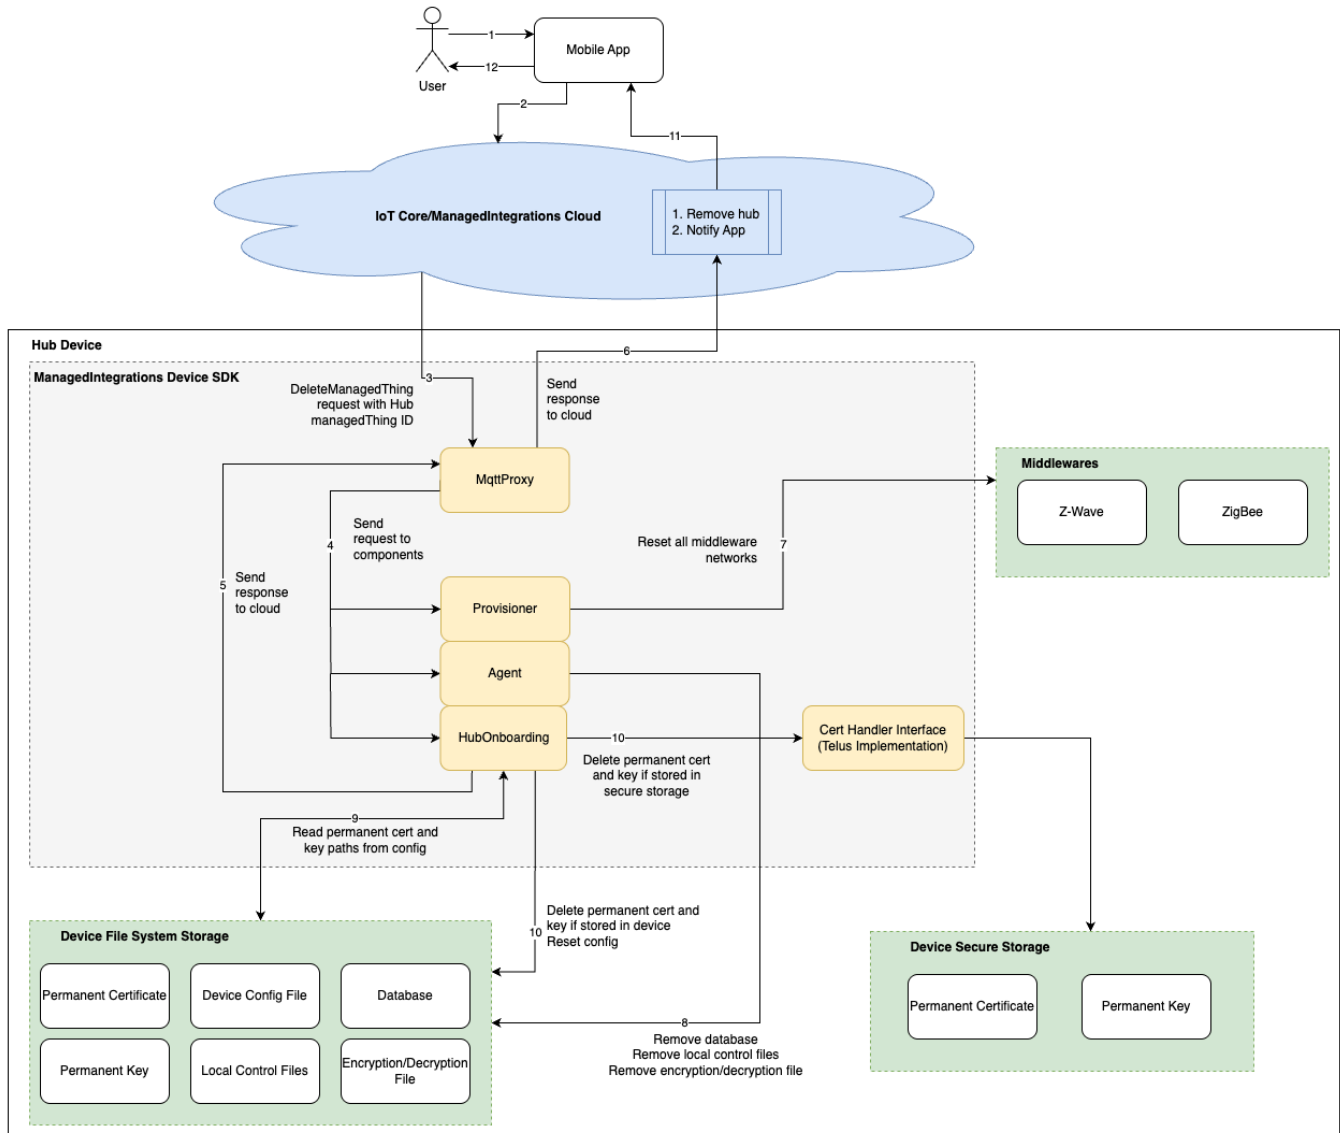 1
Mobile App
12
User
2
11
IoT Core/ManagedIntegrations Cloud
1. Remove hub
2. Notify App
Hub Device
6
ManagedIntegrations Device SDK
3
DeleteManagedThing
request with Hub
managedThing ID
Send
response
to cloud
MqttProxy
Middlewares
Z-Wave
ZigBee
Send
request to
components
4
Reset all middleware
networks
7
5
Send
response
to cloud
Provisioner
Agent
HubOnboarding
10
Delete permanent cert
and key if stored in
secure storage
Cert Handler Interface
(Telus Implementation)
9
Read permanent cert and
key paths from config
10
Delete permanent cert and
key if stored in device
Reset config
Device File System Storage
Permanent Certificate
Device Config File
Database
Permanent Key
Local Control Files
Encryption/Decryption
File
8
Remove database
Remove local control files
Remove encryption/decryption file
Device Secure Storage
Permanent Certificate
Permanent Key